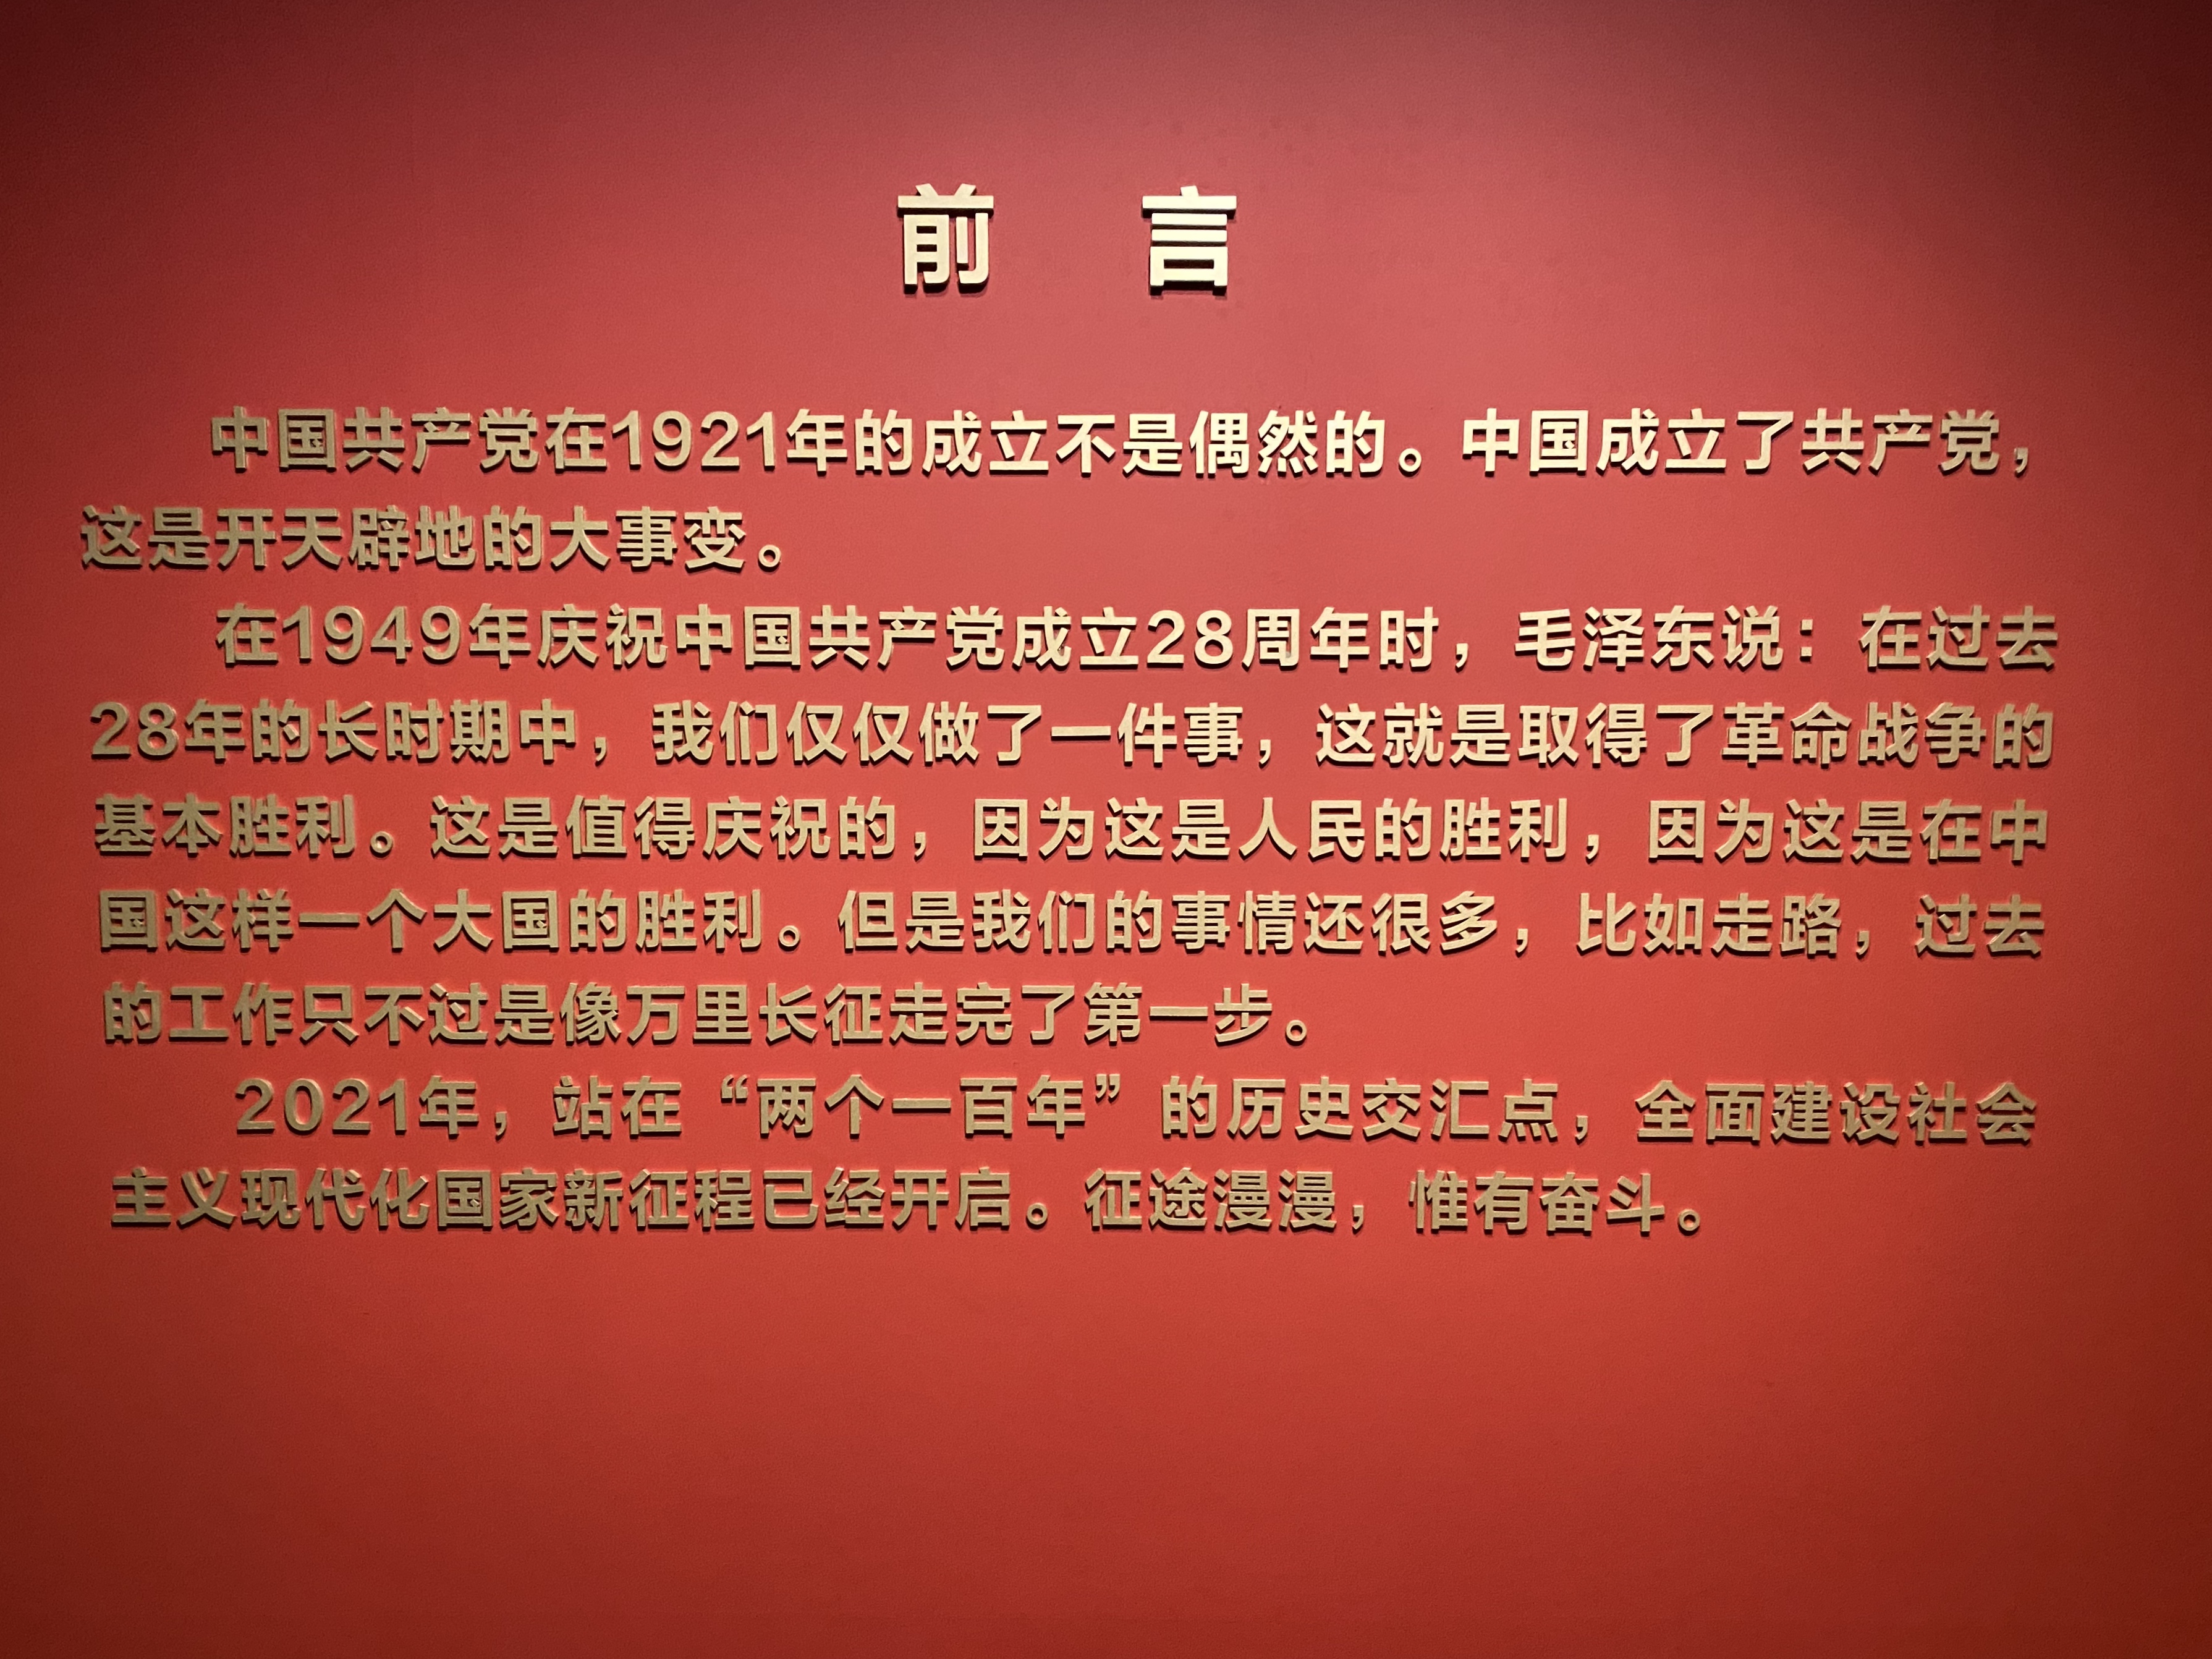 前 言
中国共产党在1921年的成立不是偶然的。中国成立了共产党，
这是开天辟地的大事变。
在1949年庆祝中国共产党成立28周年时，毛泽东说：在过去
28年的长时期中，我们仅仅做了一件事，这就是取得了革命战争的
基本胜利。这是值得庆祝的，因为这是人民的胜利，因为这是在中
国这样一个大国的胜利。但是我们的事情还很多，比如走路，过去
的工作只不过是像万里长征走完了第一步。
2021年，站在“两个一百年”的历史交汇点，全面建设社会
主义现代化国家新征程已经开启。征途漫漫，惟有奋斗。